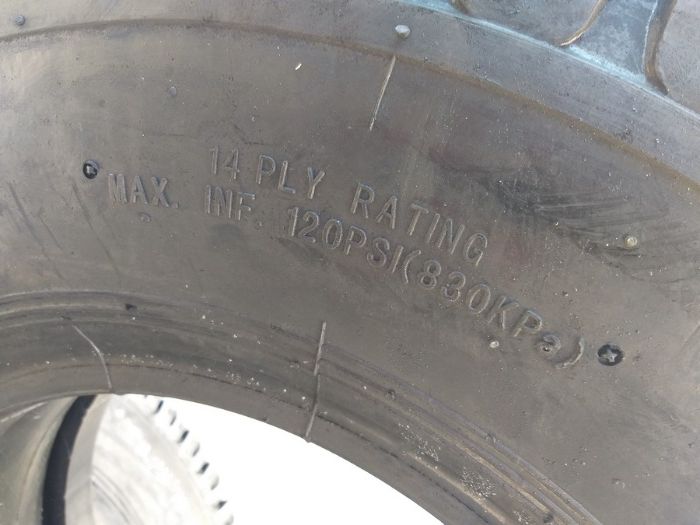 14 PLY RATING
MAX. INF. 120PSI(830KPa)